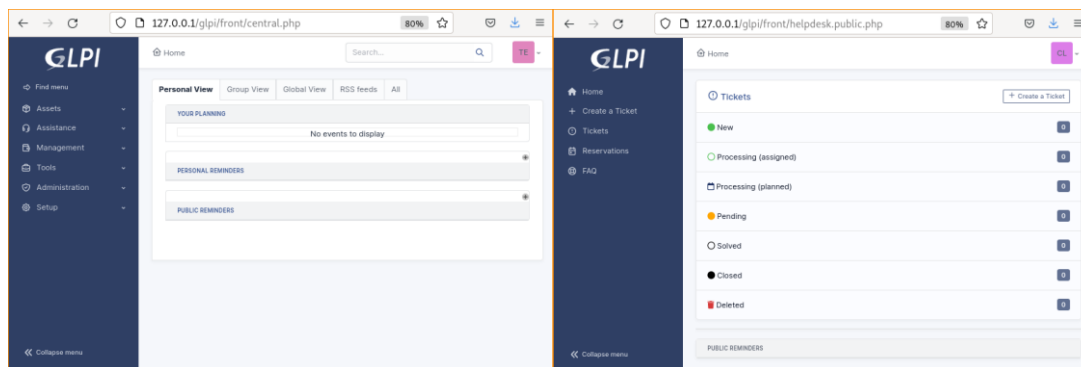 127.0.0.1/glpi/front/central.php
80%
GLPI
Home
Search...
TE
Find menu
Assets
Assistance
Management
Tools
Administration
Setup
Collapse menu
Personal View
Group View
Global View
RSS feeds
All
YOUR PLANNING
No events to display
PERSONAL REMINDERS
PUBLIC REMINDERS
127.0.0.1/glpi/front/helpdesk.public.php
80%
GLPI
Home
CL
Home
+ Create a Ticket
Tickets
Reservations
FAQ
Collapse menu
Tickets
+ Create a Ticket
New 0
Processing (assigned) 0
Processing (planned) 0
Pending 0
Solved 0
Closed 0
Deleted 0
PUBLIC REMINDERS